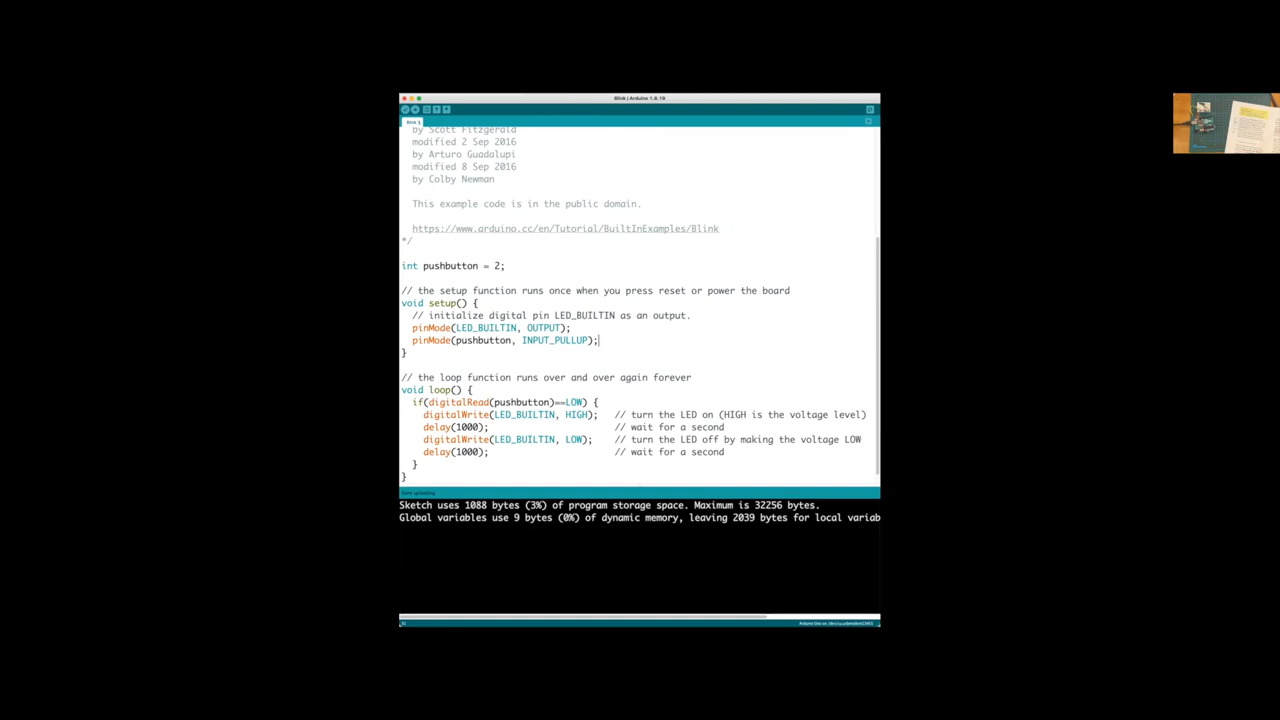 Blink | Arduino 1.8.19
Blink §
by Scott Fitzgerald
modified 2 Sep 2016
by Arturo Guadalupi
modified 8 Sep 2016
by Colby Newman
This example code is in the public domain.
https://www.arduino.cc/en/Tutorial/BuiltInExamples/Blink
*/
int pushbutton = 2;
// the setup function runs once when you press reset or power the board
void setup() {
// initialize digital pin LED_BUILTIN as an output.
pinMode(LED_BUILTIN, OUTPUT);
pinMode(pushbutton, INPUT_PULLUP);
}
// the loop function runs over and over again forever
void loop() {
if(digitalRead(pushbutton)==LOW) {
digitalWrite(LED_BUILTIN, HIGH);   // turn the LED on (HIGH is the voltage level)
delay(1000);                       // wait for a second
digitalWrite(LED_BUILTIN, LOW);    // turn the LED off by making the voltage LOW
delay(1000);                       // wait for a second
}
}
Done uploading.
Sketch uses 1088 bytes (3%) of program storage space. Maximum is 32256 bytes.
Global variables use 9 bytes (0%) of dynamic memory, leaving 2039 bytes for local variab